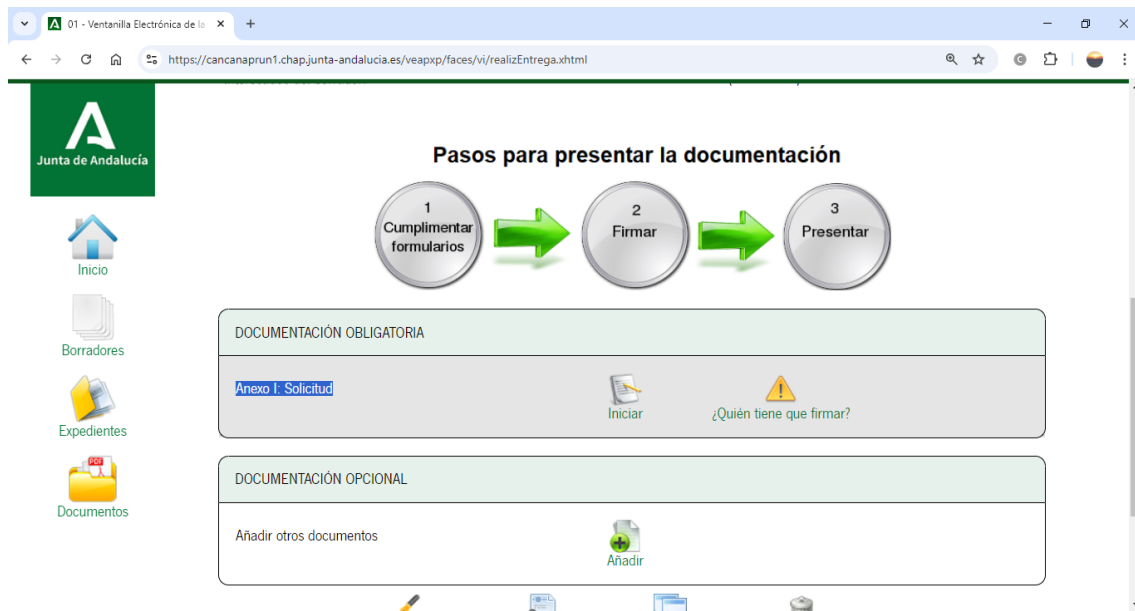 01 - Ventanilla Electrónica de la
https://cancanaprun1.chap.junta-andalucia.es/veapxp/faces/vi/realizEntrega.xhtml
Junta de Andalucía
Pasos para presentar la documentación
1
Cumplimentar
formularios
2
Firmar
3
Presentar
Inicio
Borradores
Expedientes
PDF
Documentos
DOCUMENTACIÓN OBLIGATORIA
Anexo I: Solicitud
Iniciar
¿Quién tiene que firmar?
DOCUMENTACIÓN OPCIONAL
Añadir otros documentos
Añadir